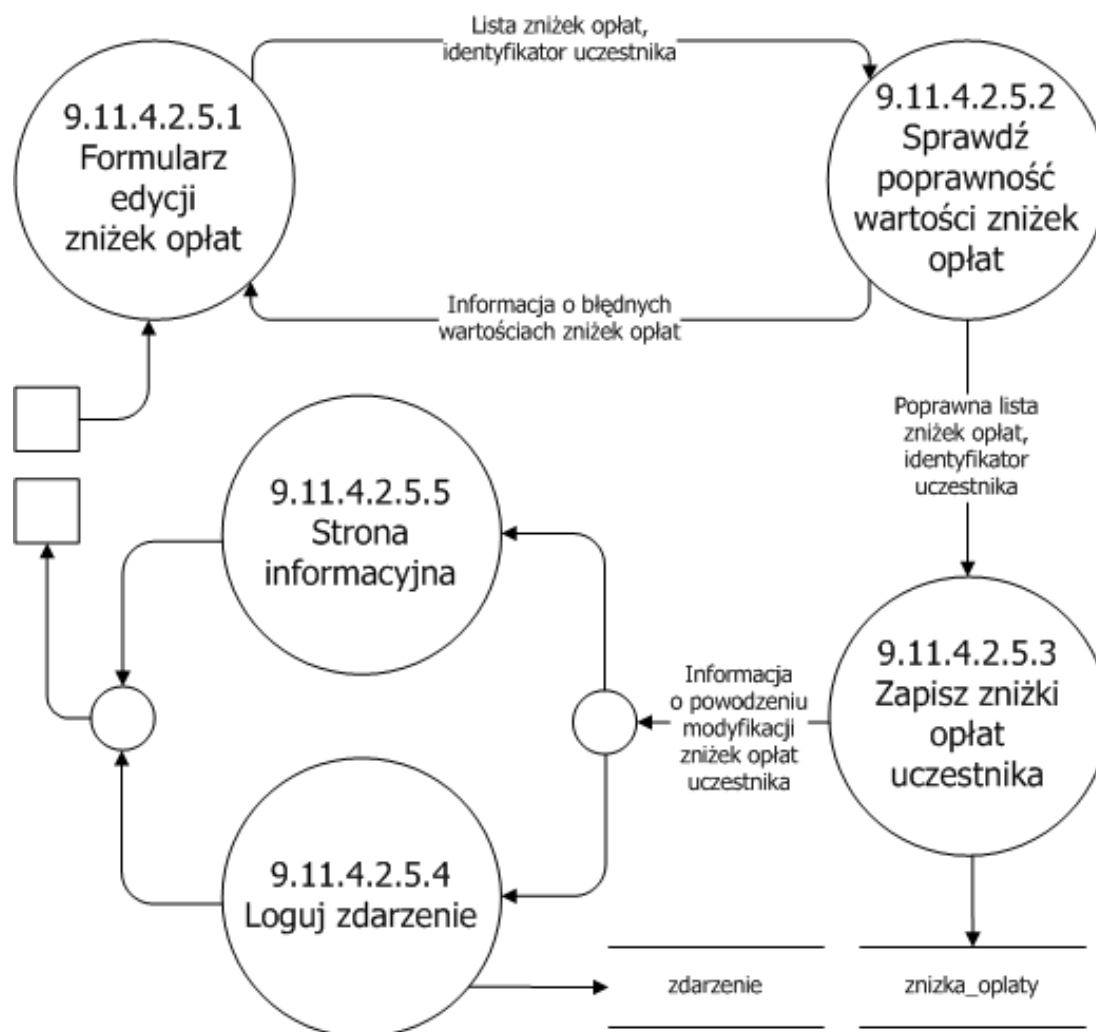 Lista zniżek opłat,
identyfikator uczestnika
9.11.4.2.5.1
Formularz
edycji
zniżek opłat
9.11.4.2.5.2
Sprawdź
poprawność
wartości zniżek
opłat
Informacja o błędnych
wartościach zniżek opłat
Poprawna lista
zniżek opłat,
identyfikator
uczestnika
9.11.4.2.5.5
Strona
informacyjna
9.11.4.2.5.3
Zapisz zniżki
opłat
uczestnika
Informacja
o powodzeniu
modyfikacji
zniżek opłat
uczestnika
9.11.4.2.5.4
Loguj zdarzenie
zdarzenie
znizka_oplaty